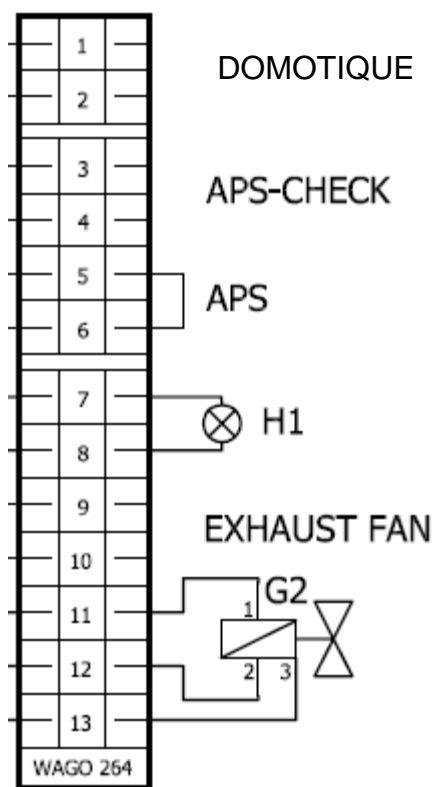 1
DOMOTIQUE
2
3
APS-CHECK
4
5
APS
6
7
H1
8
9
EXHAUST FAN
10
G2
11
1
12
2 3
13
WAGO 264